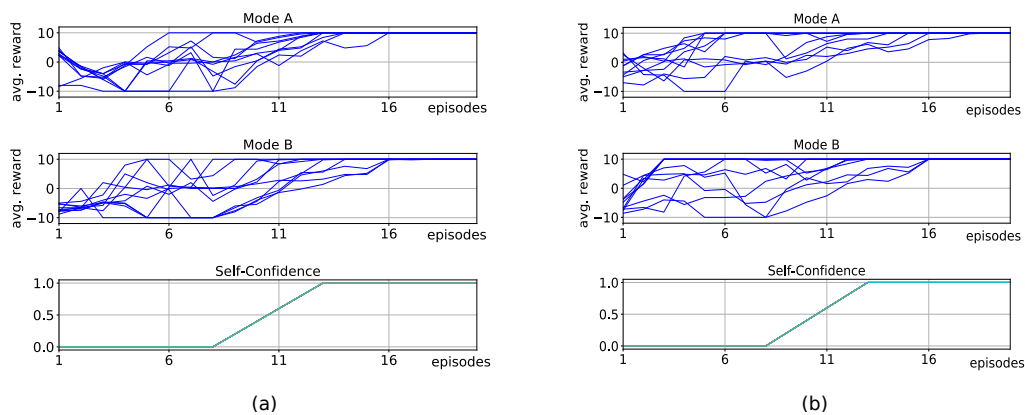 Mode A
avg. reward
10
0
−10
1 6 11 16 episodes
Mode B
avg. reward
10
0
−10
1 6 11 16 episodes
Self-Confidence
1.0
0.5
0.0
1 6 11 16 episodes
(a)
Mode A
avg. reward
10
0
−10
1 6 11 16 episodes
Mode B
avg. reward
10
0
−10
1 6 11 16 episodes
Self-Confidence
1.0
0.5
0.0
1 6 11 16 episodes
(b)